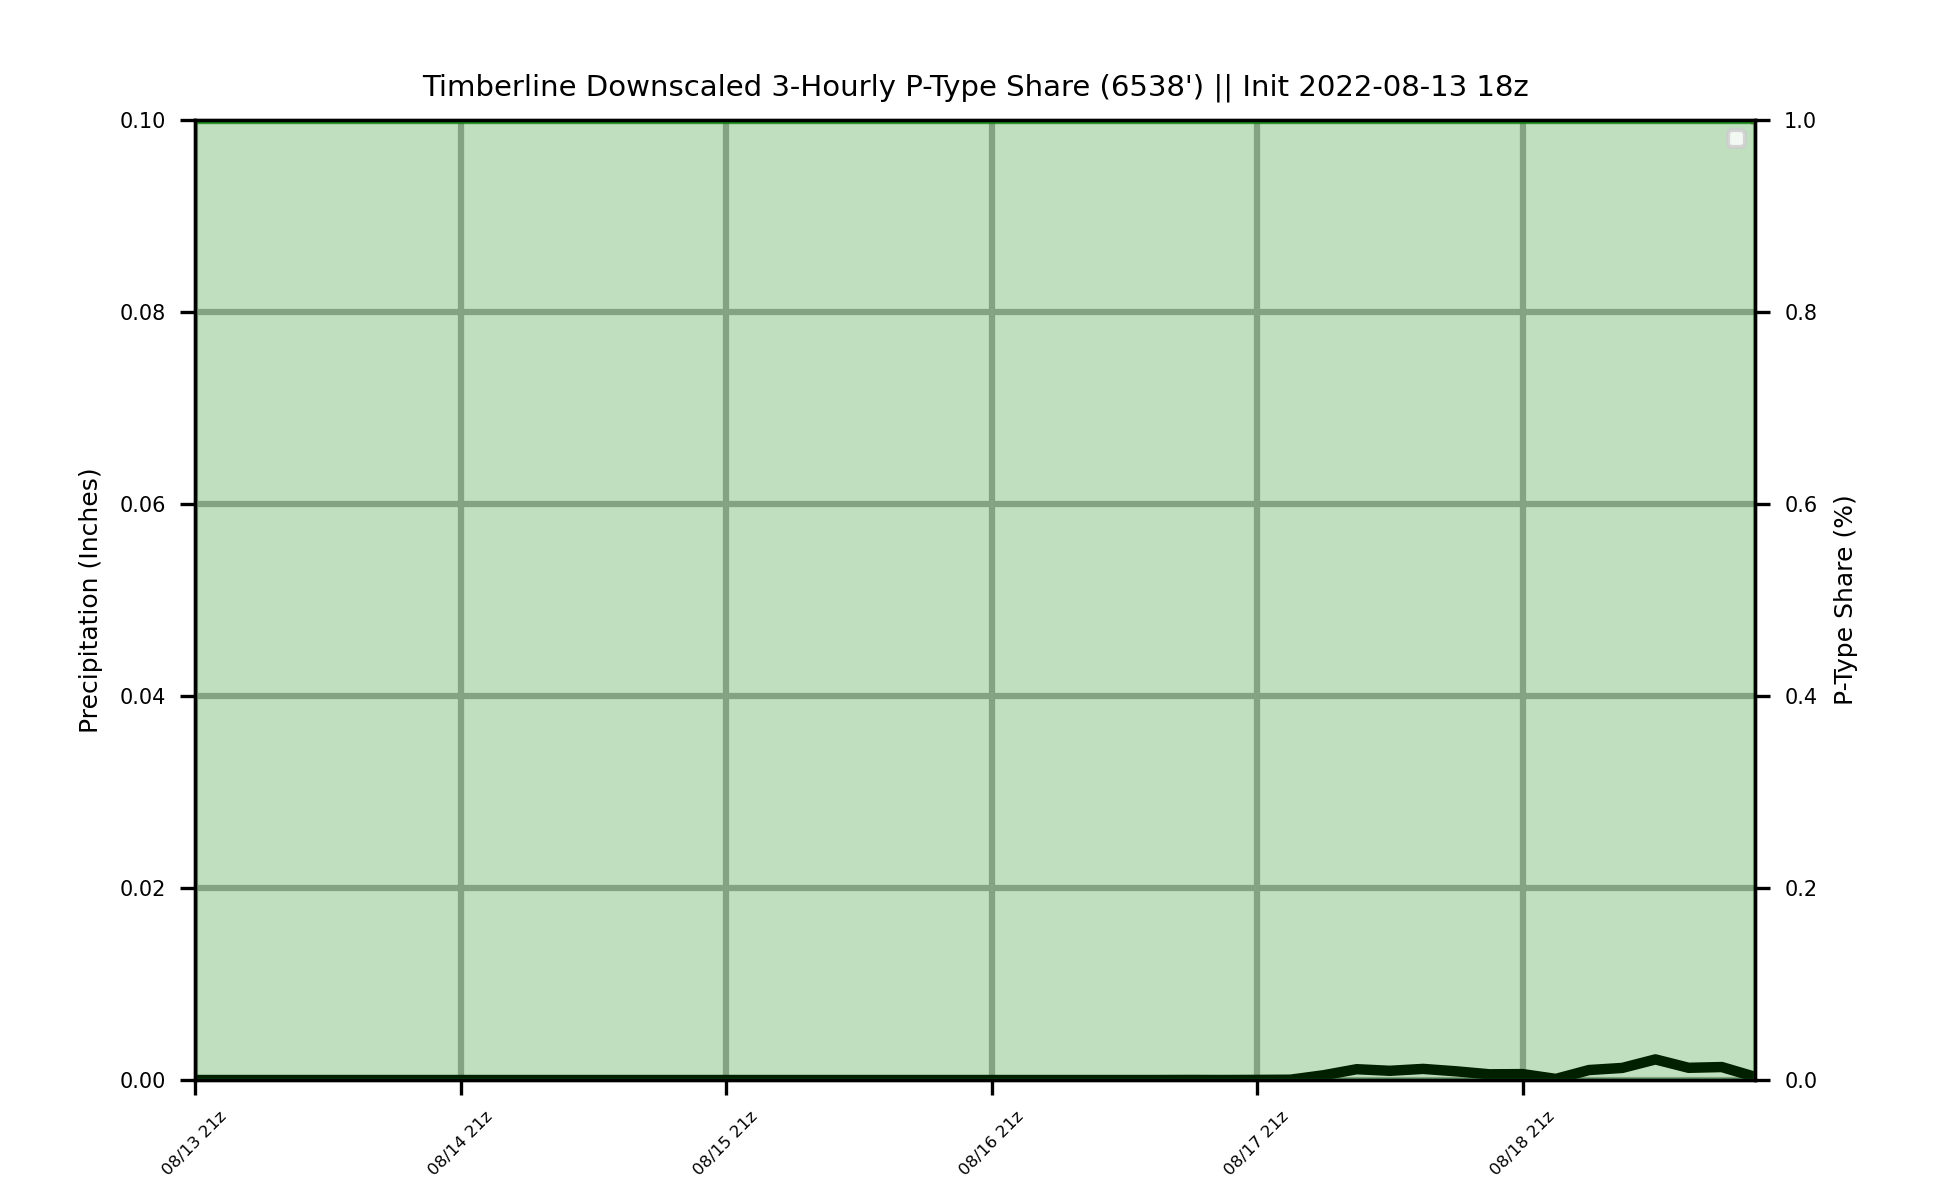 Timberline Downscaled 3-Hourly P-Type Share (6538') || Init 2022-08-13 18z
Precipitation (Inches)
0.10
0.08
0.06
0.04
0.02
0.00
1.0
0.8
0.6
0.4
0.2
0.0
P-Type Share (%)
08/13 21z
08/14 21z
08/15 21z
08/16 21z
08/17 21z
08/18 21z